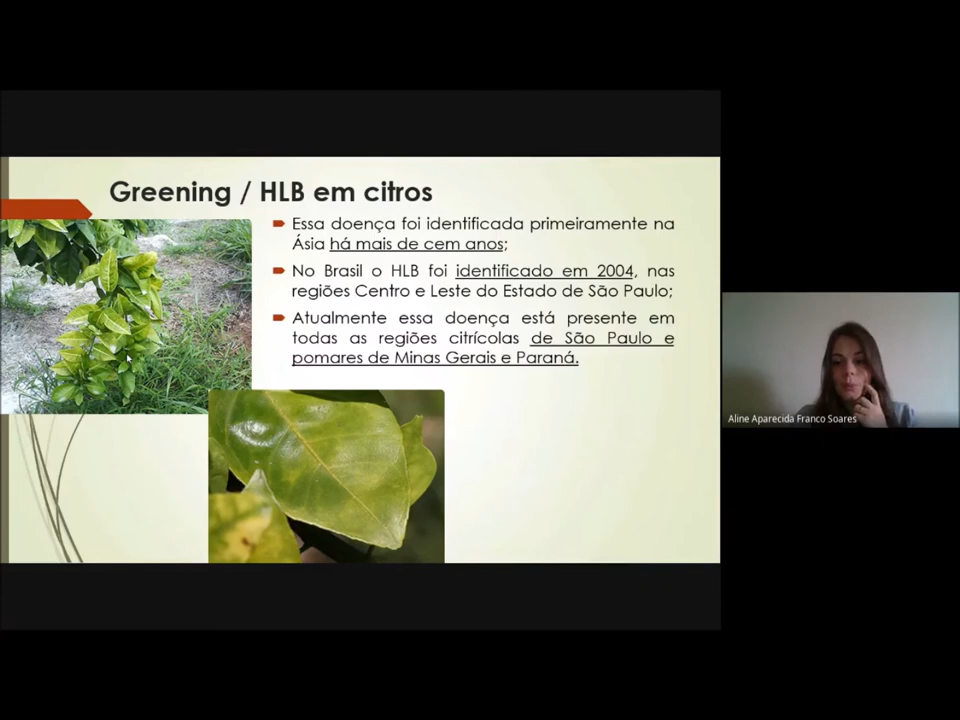 Greening / HLB em citros
Essa doença foi identificada primeiramente na
Ásia há mais de cem anos;
No Brasil o HLB foi identificado em 2004, nas
regiões Centro e Leste do Estado de São Paulo;
Atualmente essa doença está presente em
todas as regiões citrícolas de São Paulo e
pomares de Minas Gerais e Paraná.
Aline Aparecida Franco Soares